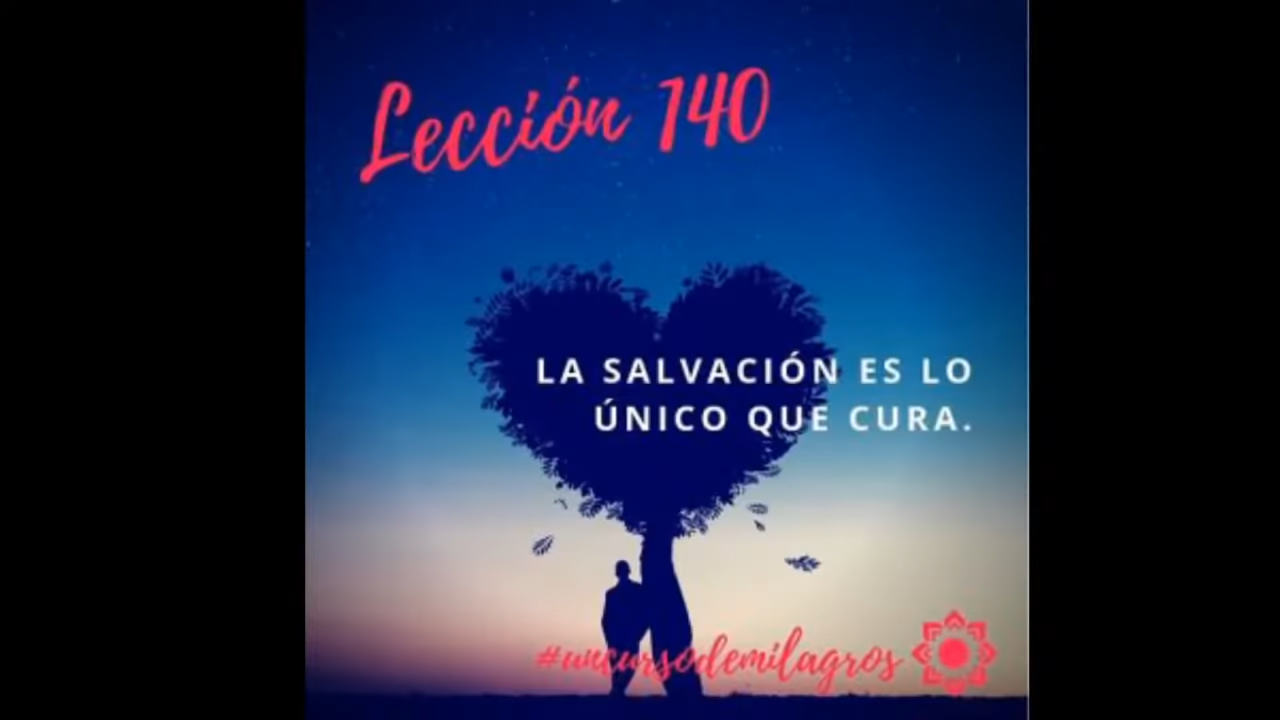 Lección 140
LA SALVACIÓN ES LO
ÚNICO QUE CURA.
#uncursodemilagros